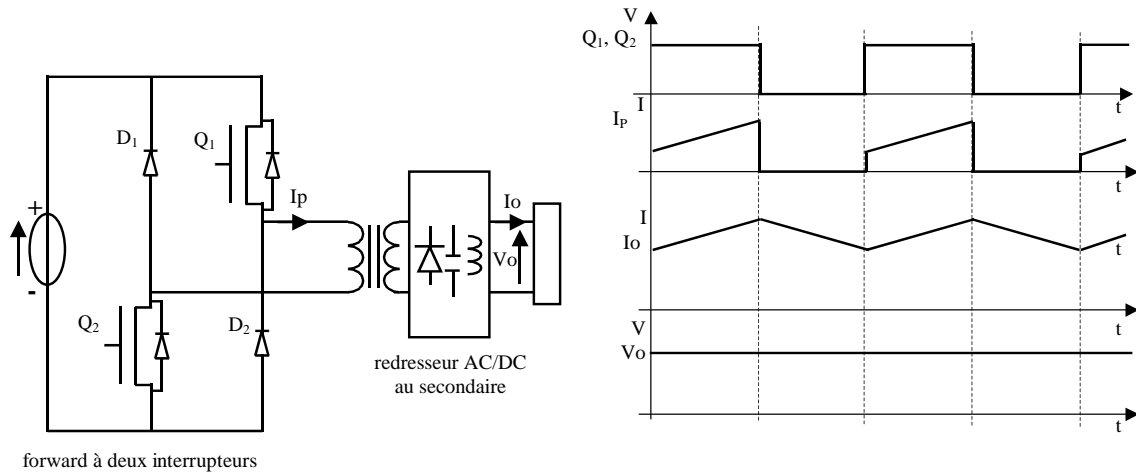 +
-
D1
Q1
Q2
D2
Ip
Io
Vo
redresseur AC/DC
au secondaire
forward à deux interrupteurs
V
Q1, Q2
t
I
IP
t
I
Io
t
t
V
Vo
t